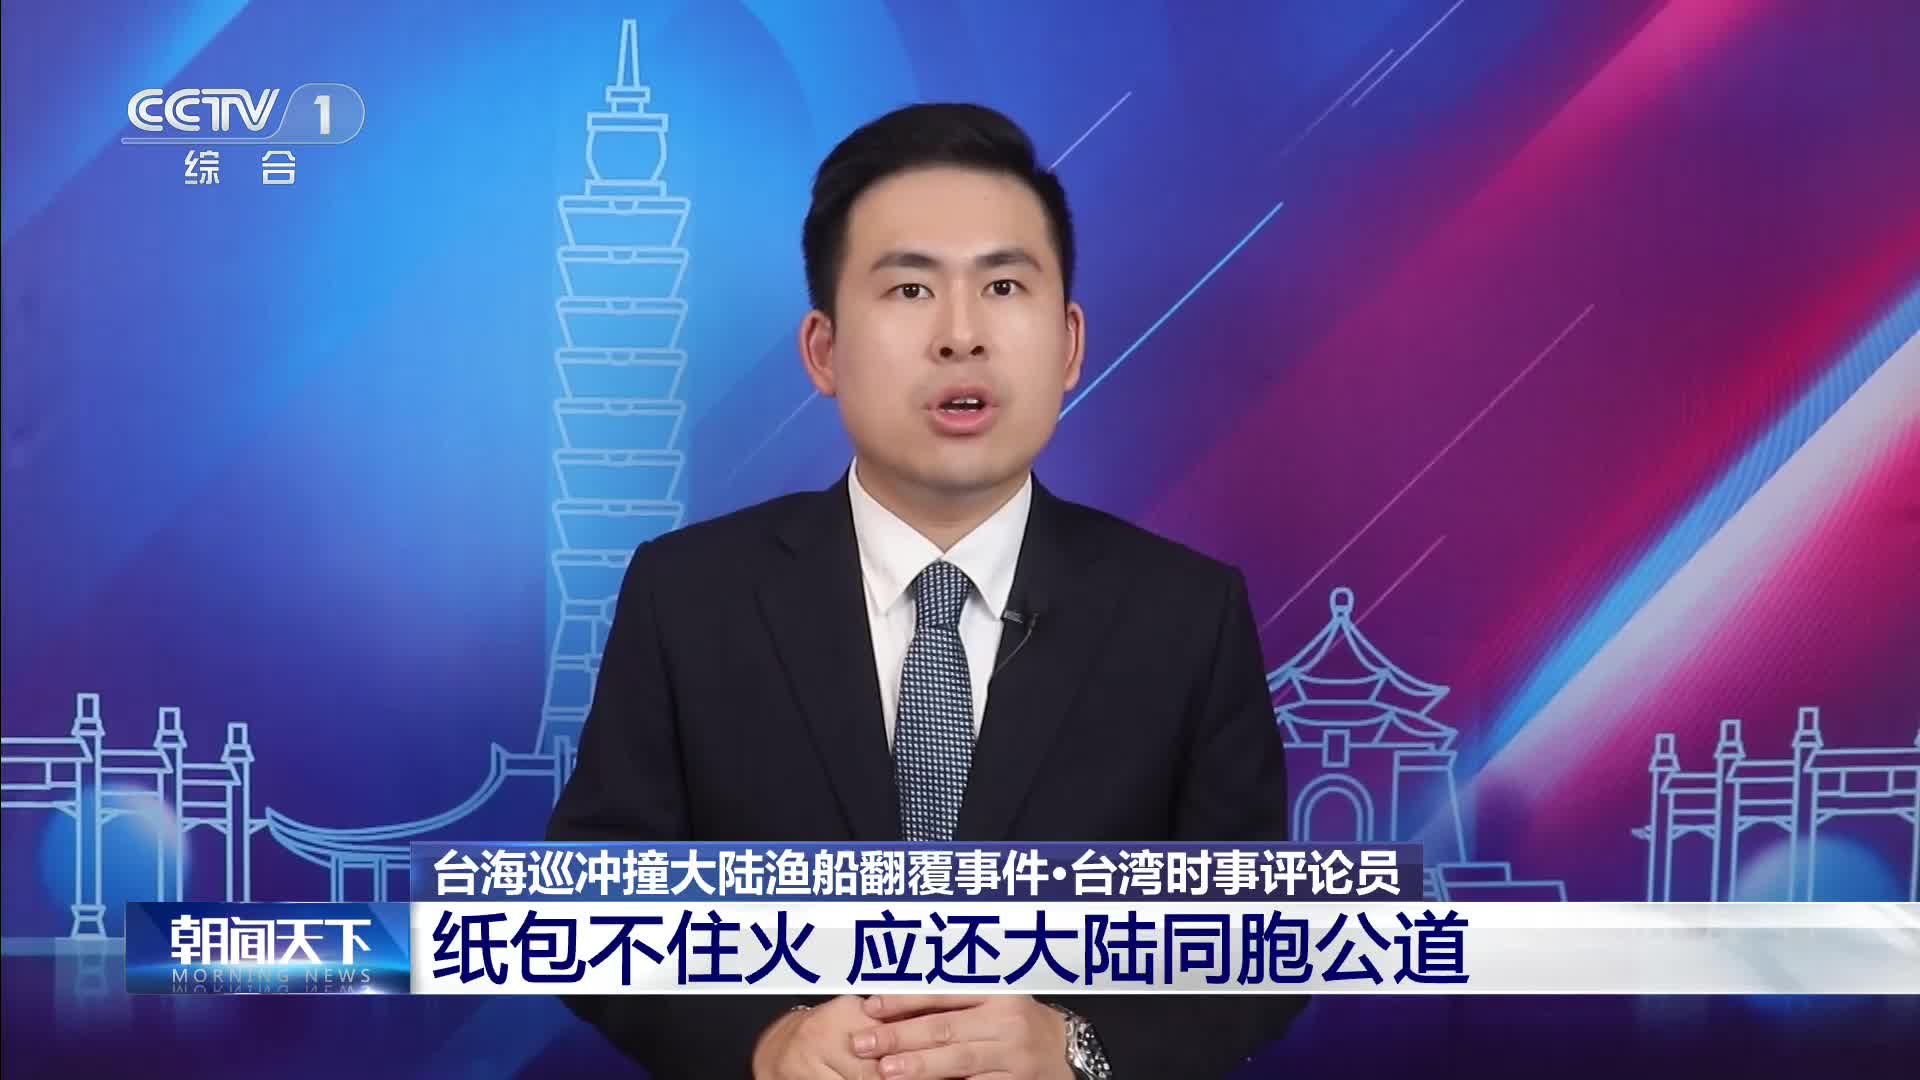 CCTV 1
综合
台海巡冲撞大陆渔船翻覆事件·台湾时事评论员
朝闻天下
MORNING NEWS
纸包不住火 应还大陆同胞公道